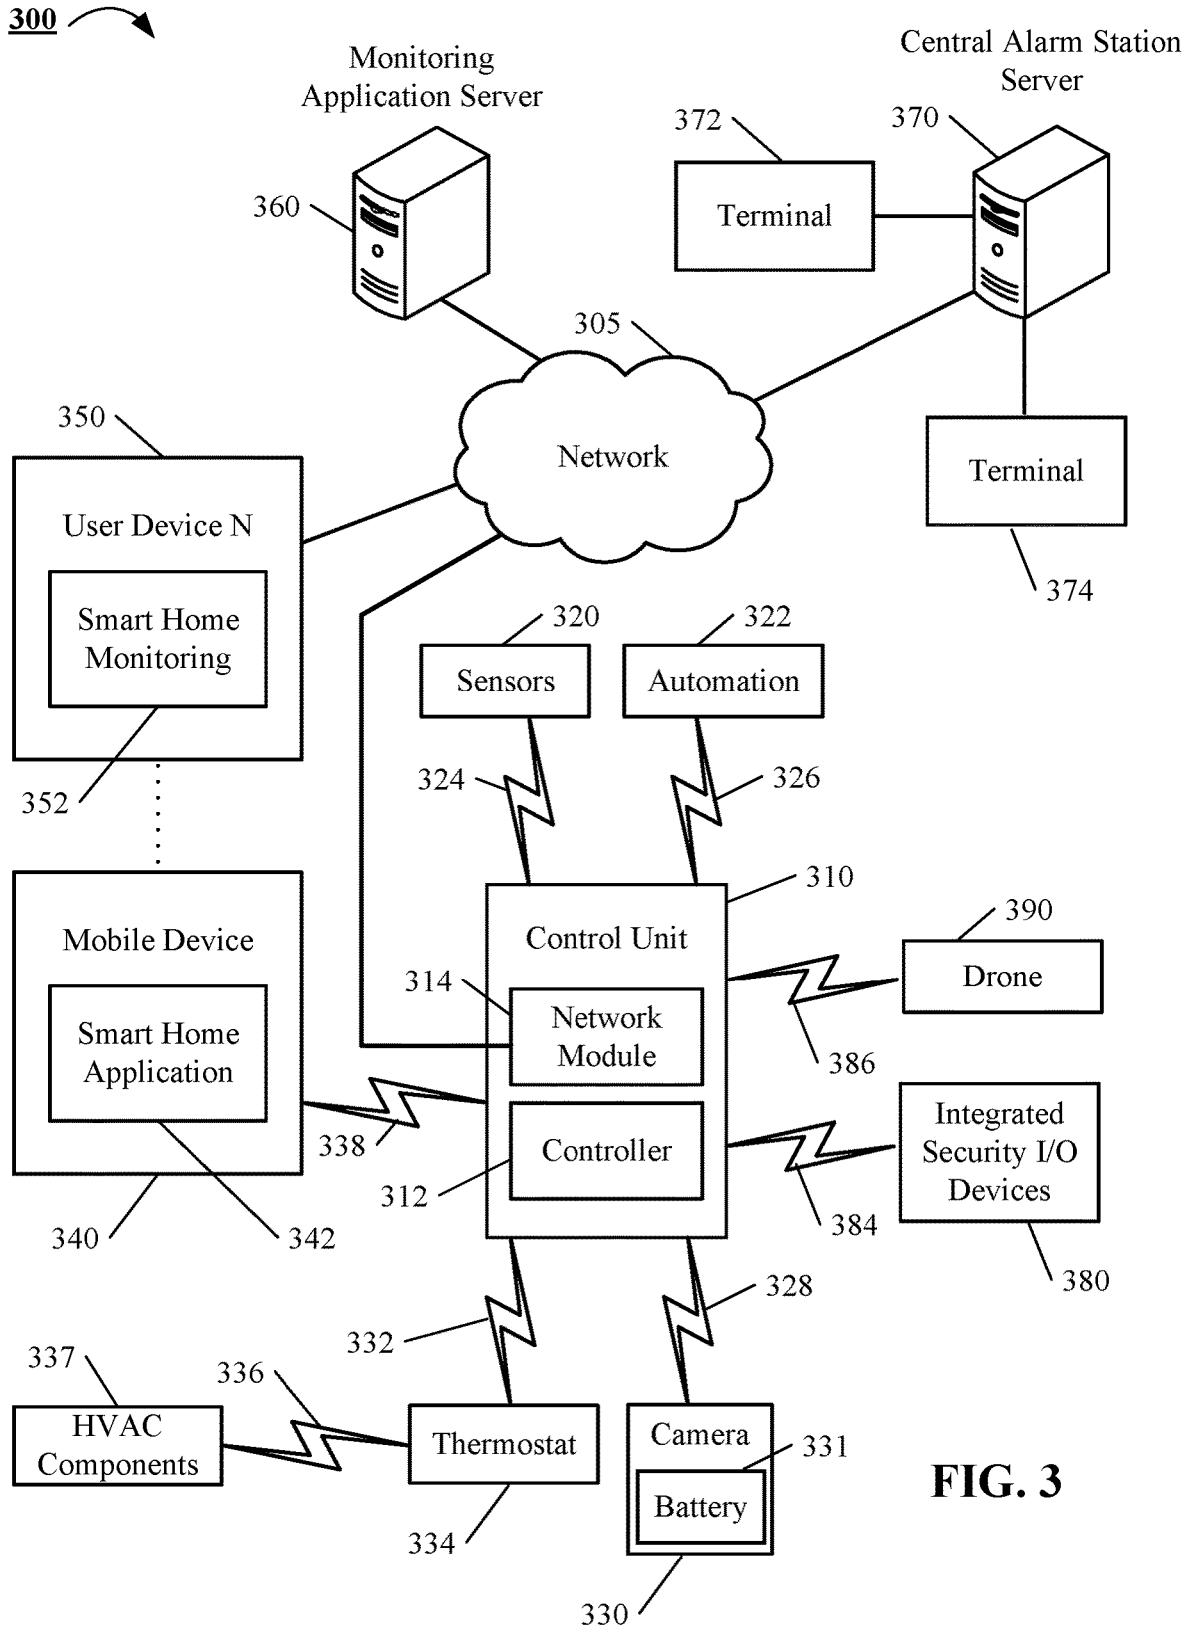 300
Monitoring
Application Server
Central Alarm Station
Server
372
370
360
Terminal
305
350
Network
Terminal
User Device N
374
Smart Home
Monitoring
320
322
Sensors
Automation
352
324
326
310
390
Mobile Device
Control Unit
Drone
314
Network
Module
Smart Home
Application
386
338
Controller
Integrated
Security I/O
Devices
312
384
340
342
380
328
332
337
336
HVAC
Components
Thermostat
Camera
331
Battery
FIG. 3
334
330